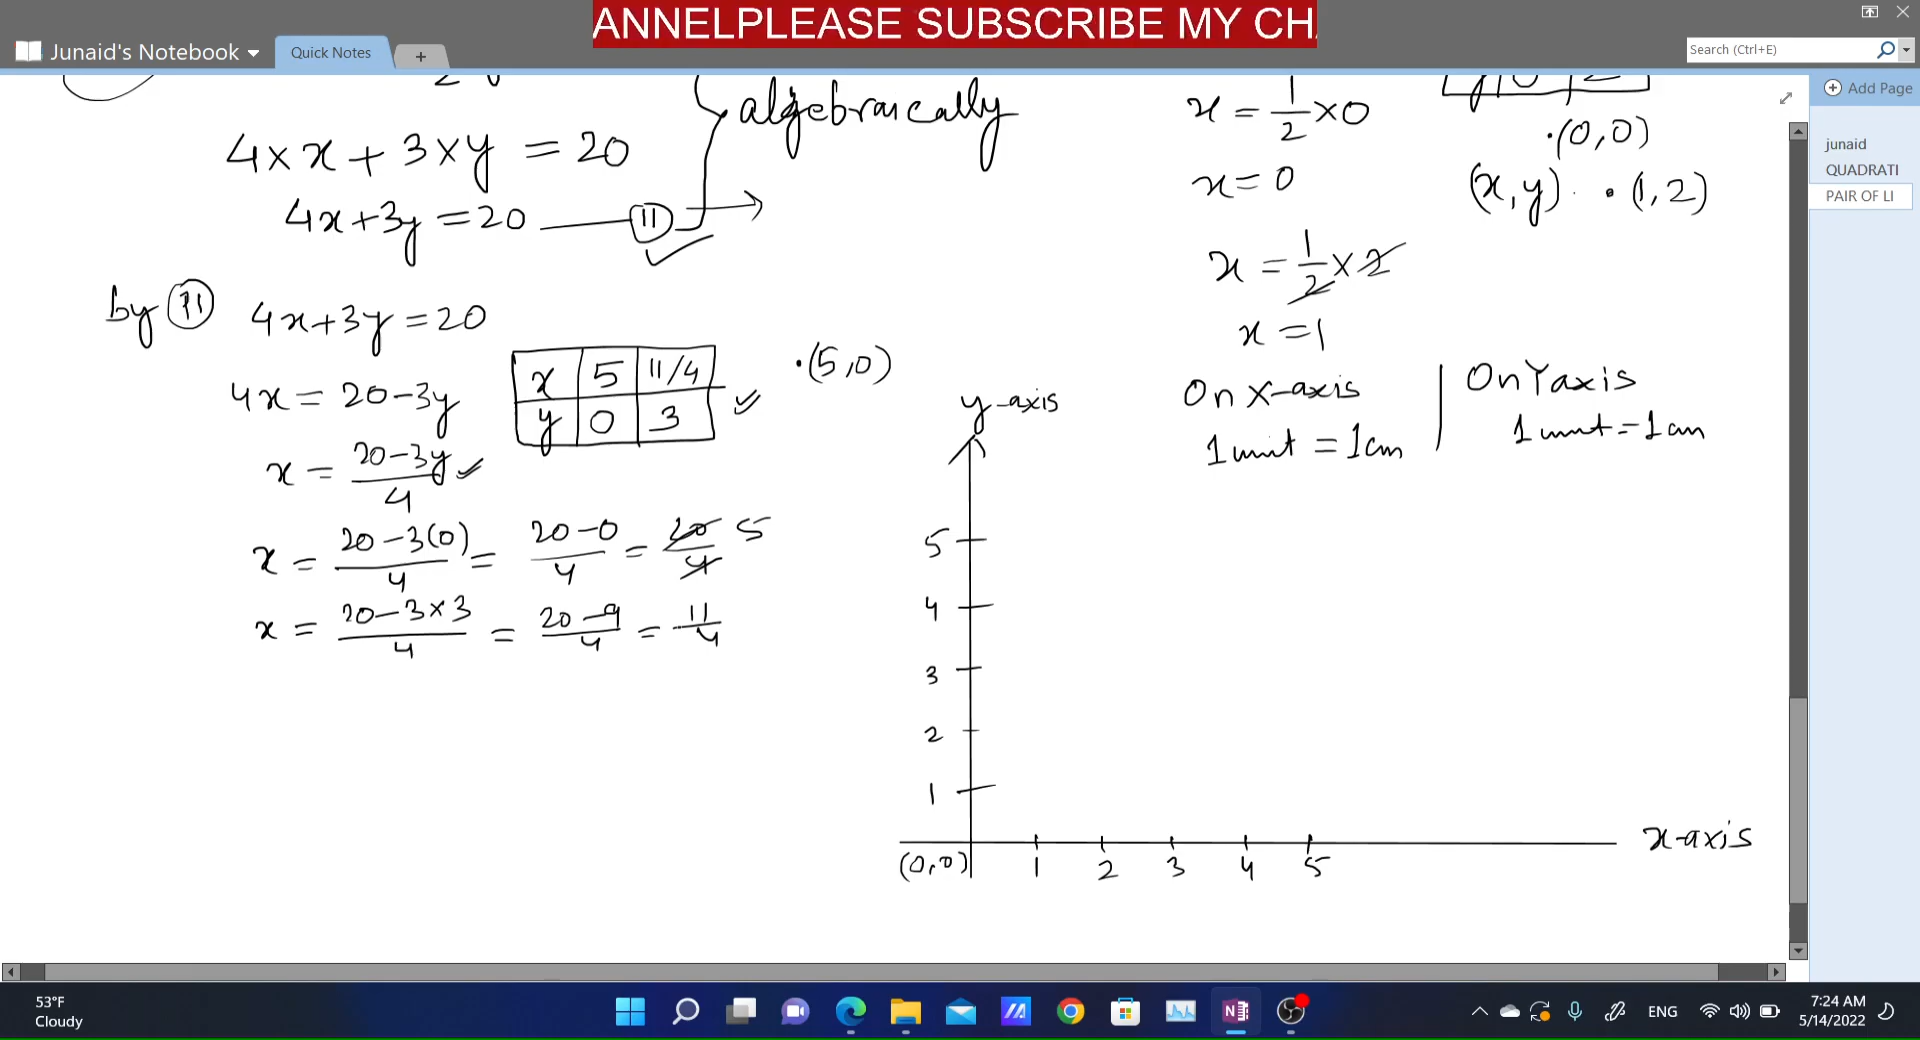 ANNELPLEASE SUBSCRIBE MY CH
Junaid's Notebook
Quick Notes
+
Search (Ctrl+E)
Add Page
junaid
QUADRATI
PAIR OF LI
algebraically
4×x+3×y=20
4x+3y=20 — II
by II 4x+3y=20
4x=20-3y
x 5 11/4
y 0 3
·(5,0)
x=20-3y/4
x=20-3(0)/4=20-0/4=20/4 5
x=20-3×3/4=20-9/4=11/4
x=1/2×0
x=0
·(0,0)
(x,y) ·(1,2)
x=1/2×2
x=1
On X-axis
1 unit=1cm
On Y axis
1 unit=1cm
y-axis
5
4
3
2
1
(0,0) 1 2 3 4 5
x-axis
53°F
Cloudy
ENG
7:24 AM
5/14/2022